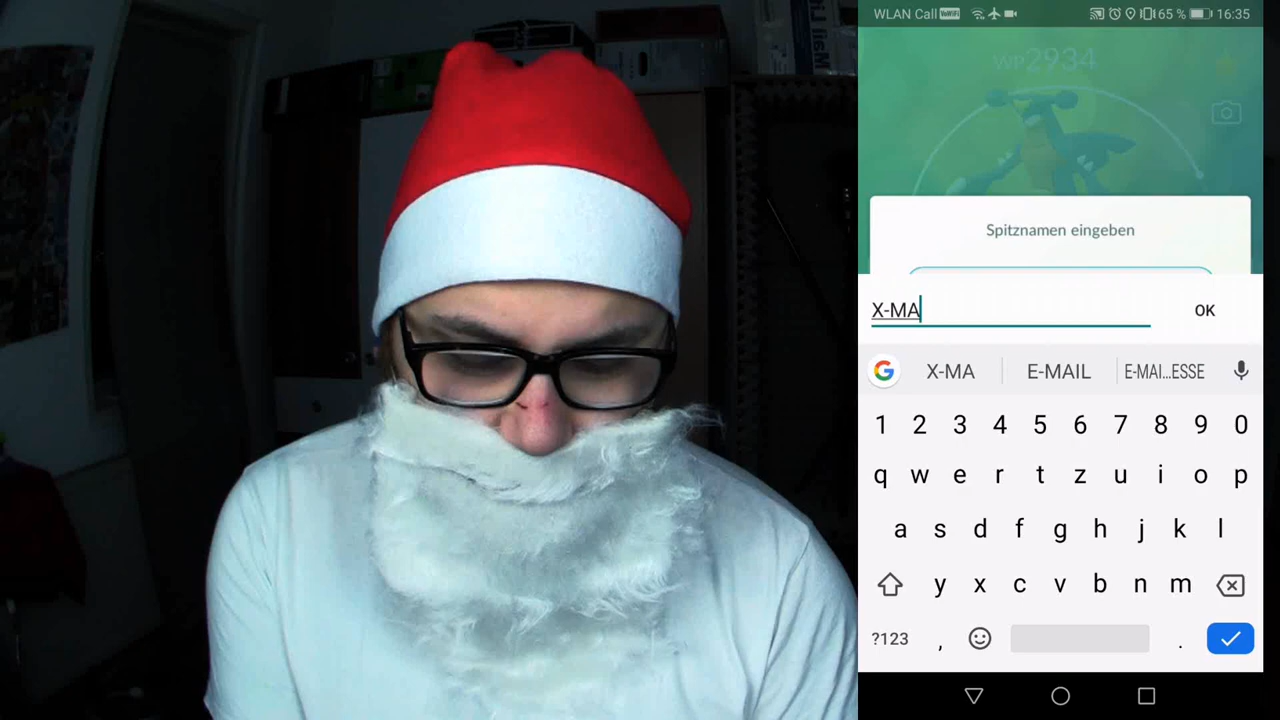 WLAN Call VoWiFi
65 % 16:35
WP2934
Spitznamen eingeben
X-MA
OK
G X-MA E-MAIL E-MAI...ESSE
1 2 3 4 5 6 7 8 9 0
q w e r t z u i o p
a s d f g h j k l
y x c v b n m
?123 , .